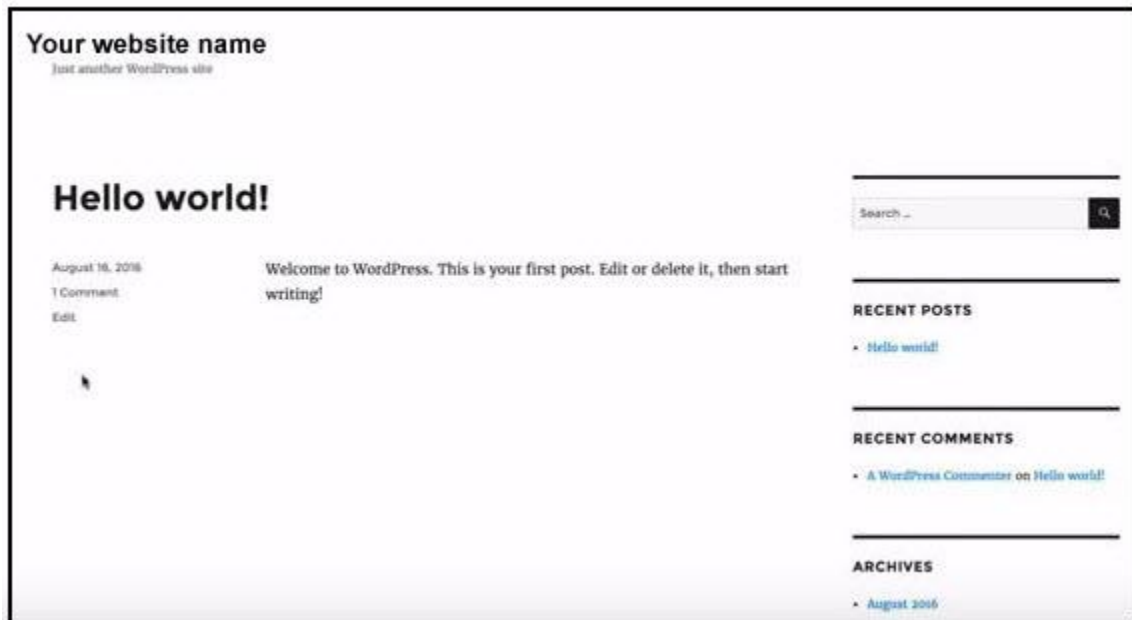 Your website name
Just another WordPress site
Hello world!
August 16, 2016
1 Comment
Edit
Welcome to WordPress. This is your first post. Edit or delete it, then start
writing!
Search ...
RECENT POSTS
Hello world!
RECENT COMMENTS
A WordPress Commenter on Hello world!
ARCHIVES
August 2016